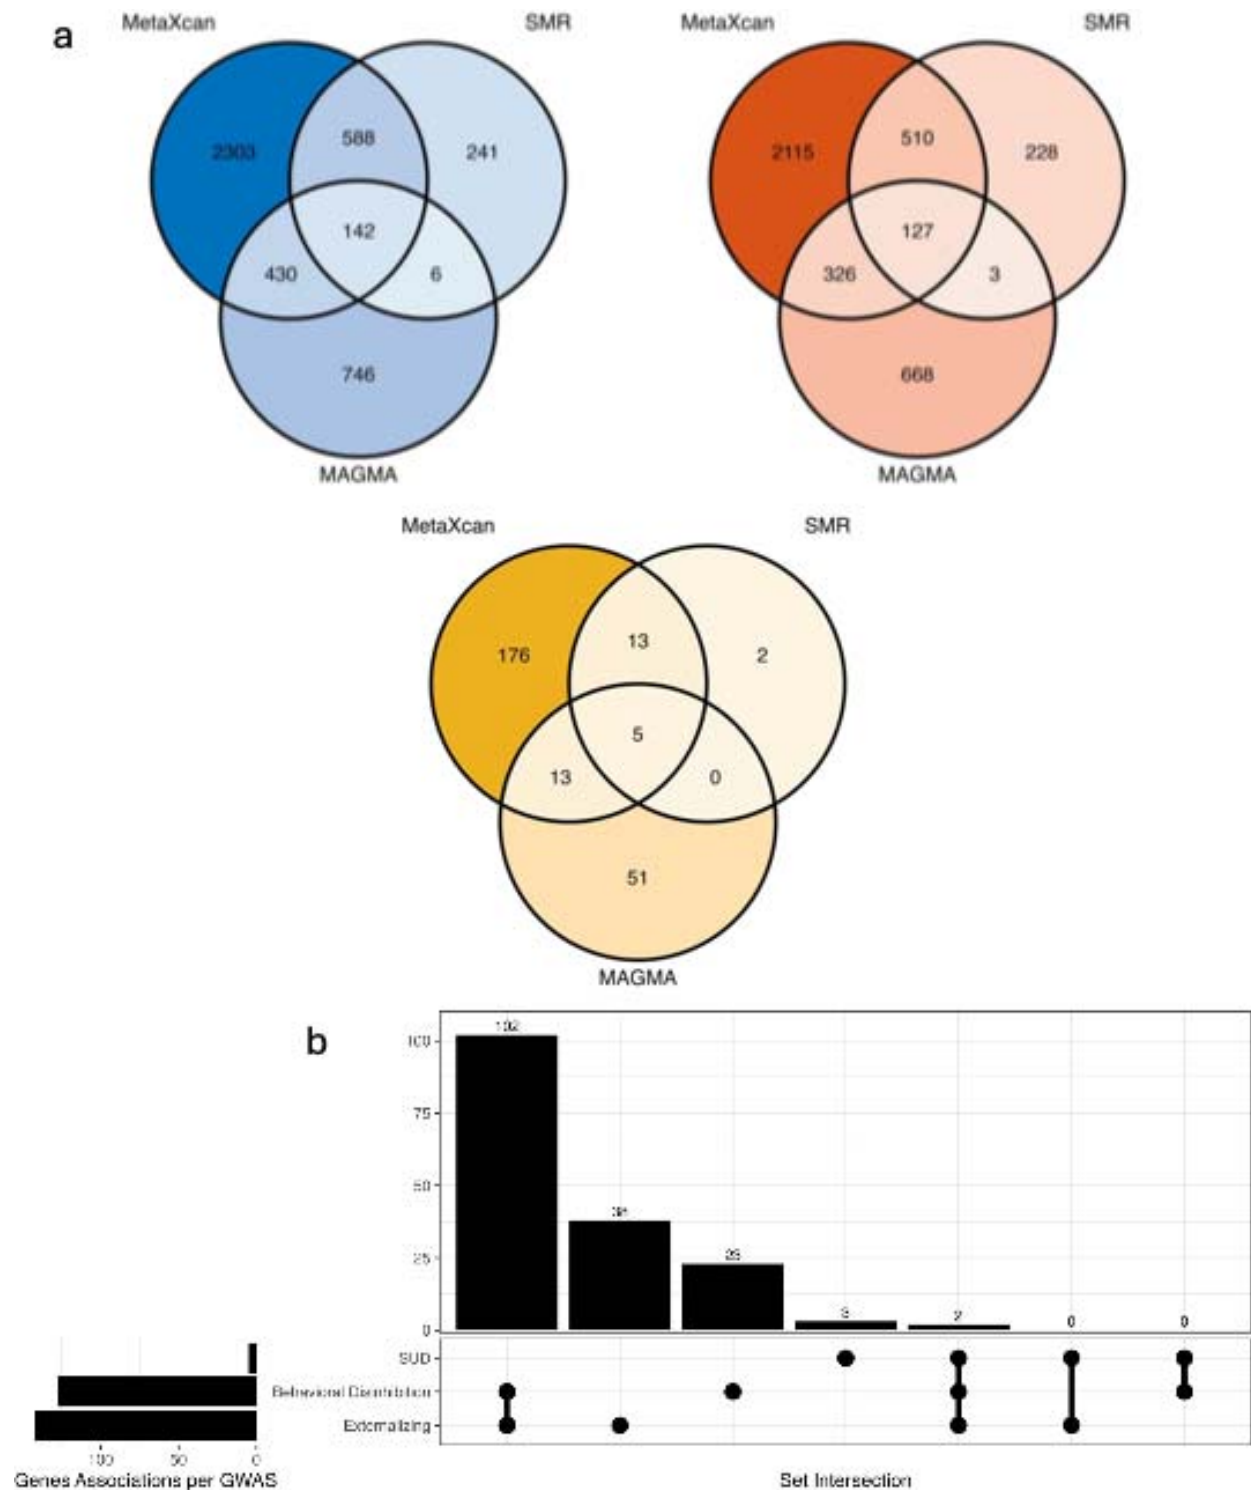 a
MetaXcan SMR
2303 588 241
142
430 6
746
MAGMA
MetaXcan SMR
2115 510 228
127
326 3
668
MAGMA
MetaXcan SMR
176 13 2
5
13 0
51
MAGMA
b
100
75
50
25
0
102
38
23
3
2
0
0
SUD
Behavioral Disinhibition
Externalizing
100 50 0
Genes Associations per GWAS
Set Intersection